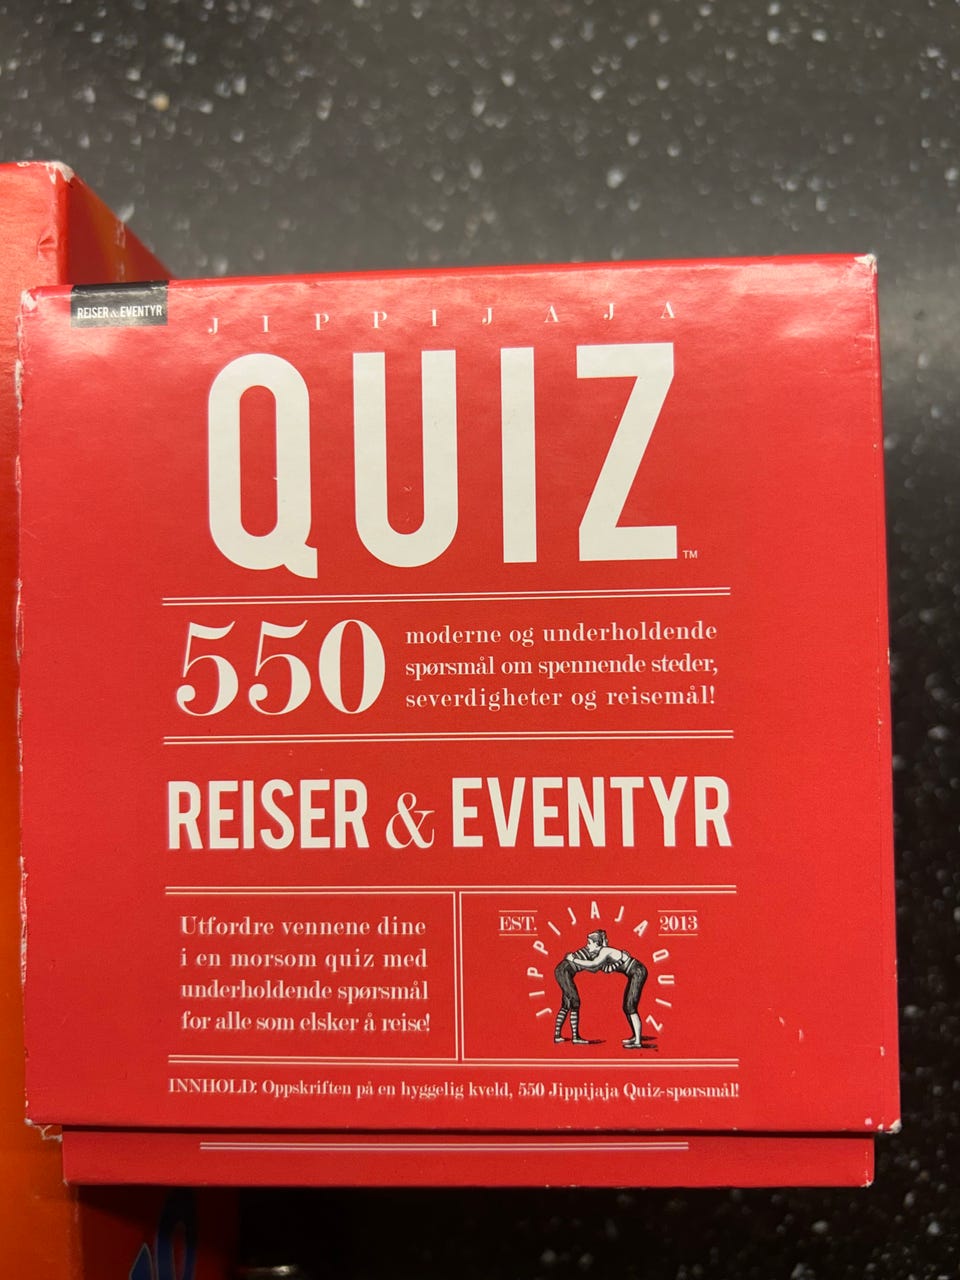 REISER & EVENTYR
JIPPIJAJA
QUIZ™
550
moderne og underholdende
spørsmål om spennende steder,
severdigheter og reisemål!
REISER & EVENTYR
Utfordre vennene dine
i en morsom quiz med
underholdende spørsmål
for alle som elsker å reise!
EST. 2013
JIPPIJAJA QUIZ
INNHOLD: Oppskriften på en hyggelig kveld, 550 Jippijaja Quiz-spørsmål!